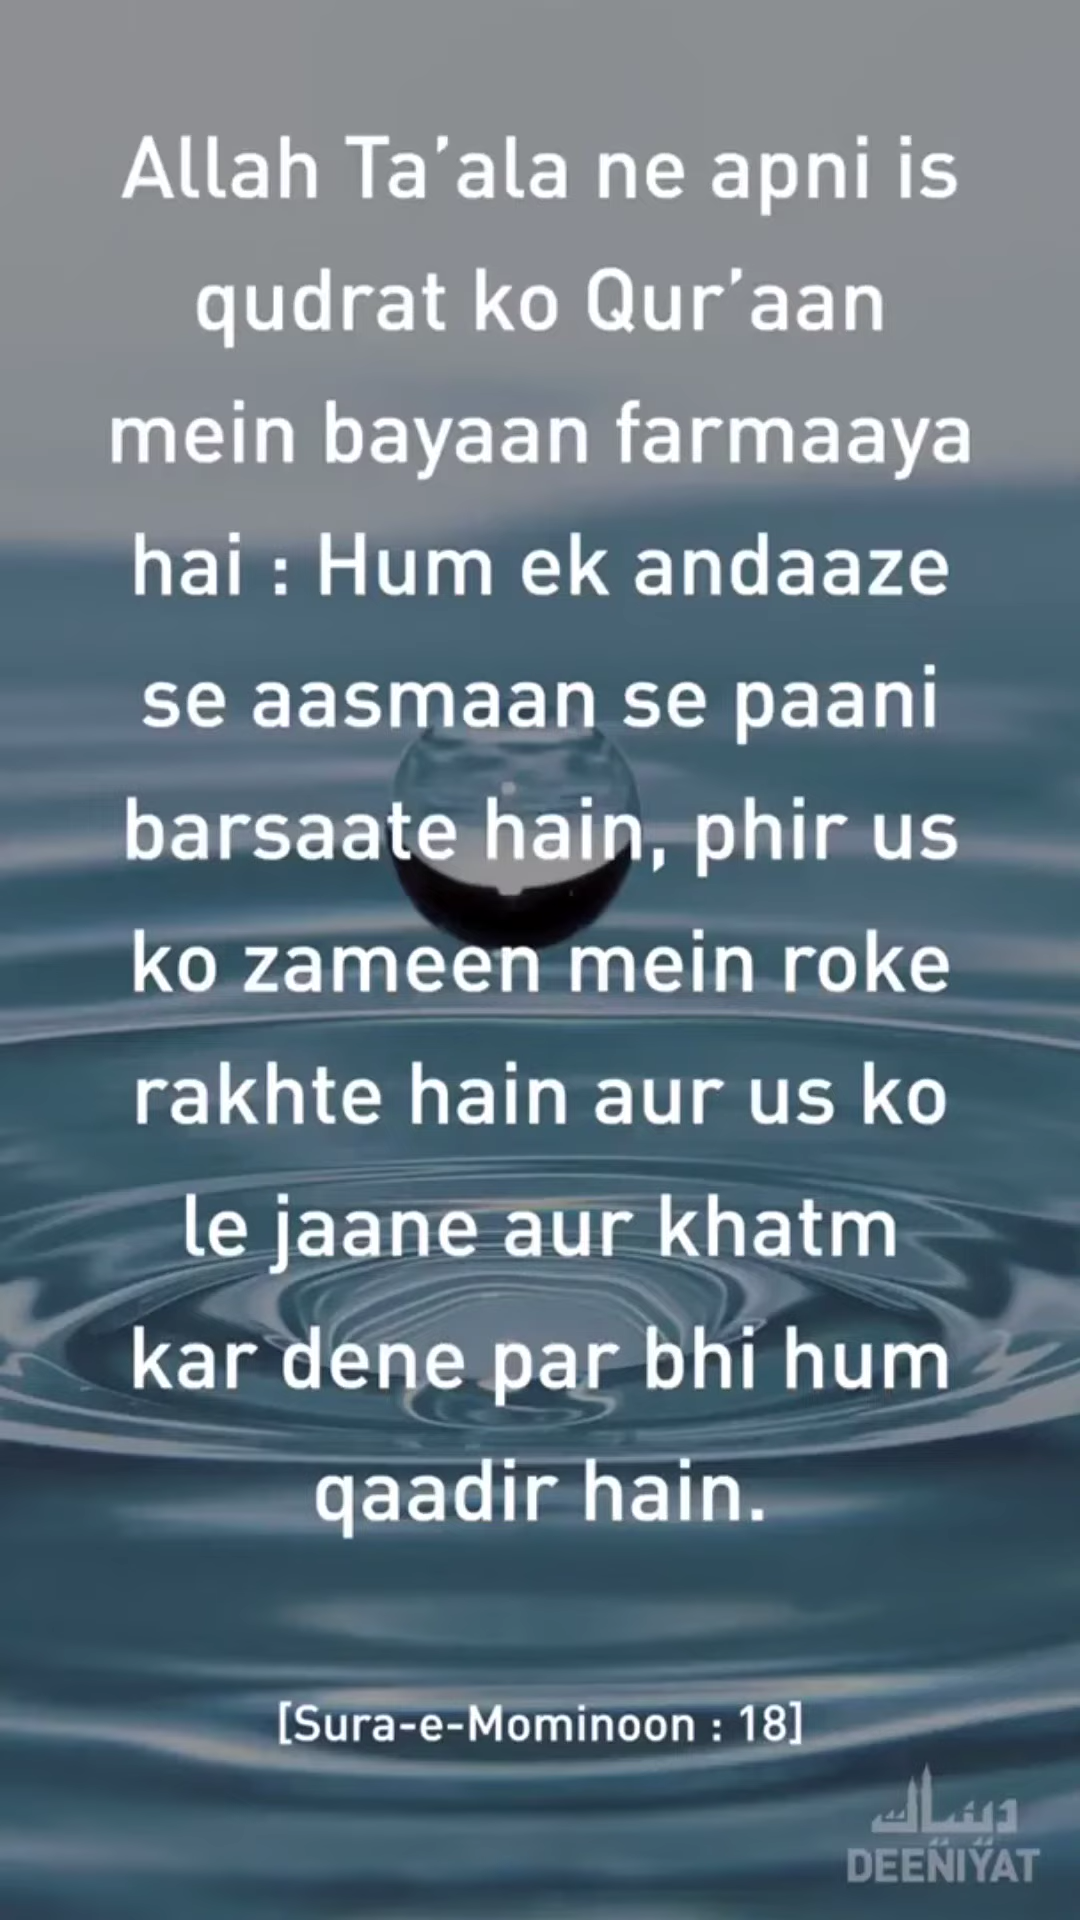 Allah Ta’ala ne apni is
qudrat ko Qur’aan
mein bayaan farmaaya
hai : Hum ek andaaze
se aasmaan se paani
barsaate hain, phir us
ko zameen mein roke
rakhte hain aur us ko
le jaane aur khatm
kar dene par bhi hum
qaadir hain.
[Sura-e-Mominoon : 18]
دینیات
DEENIYAT